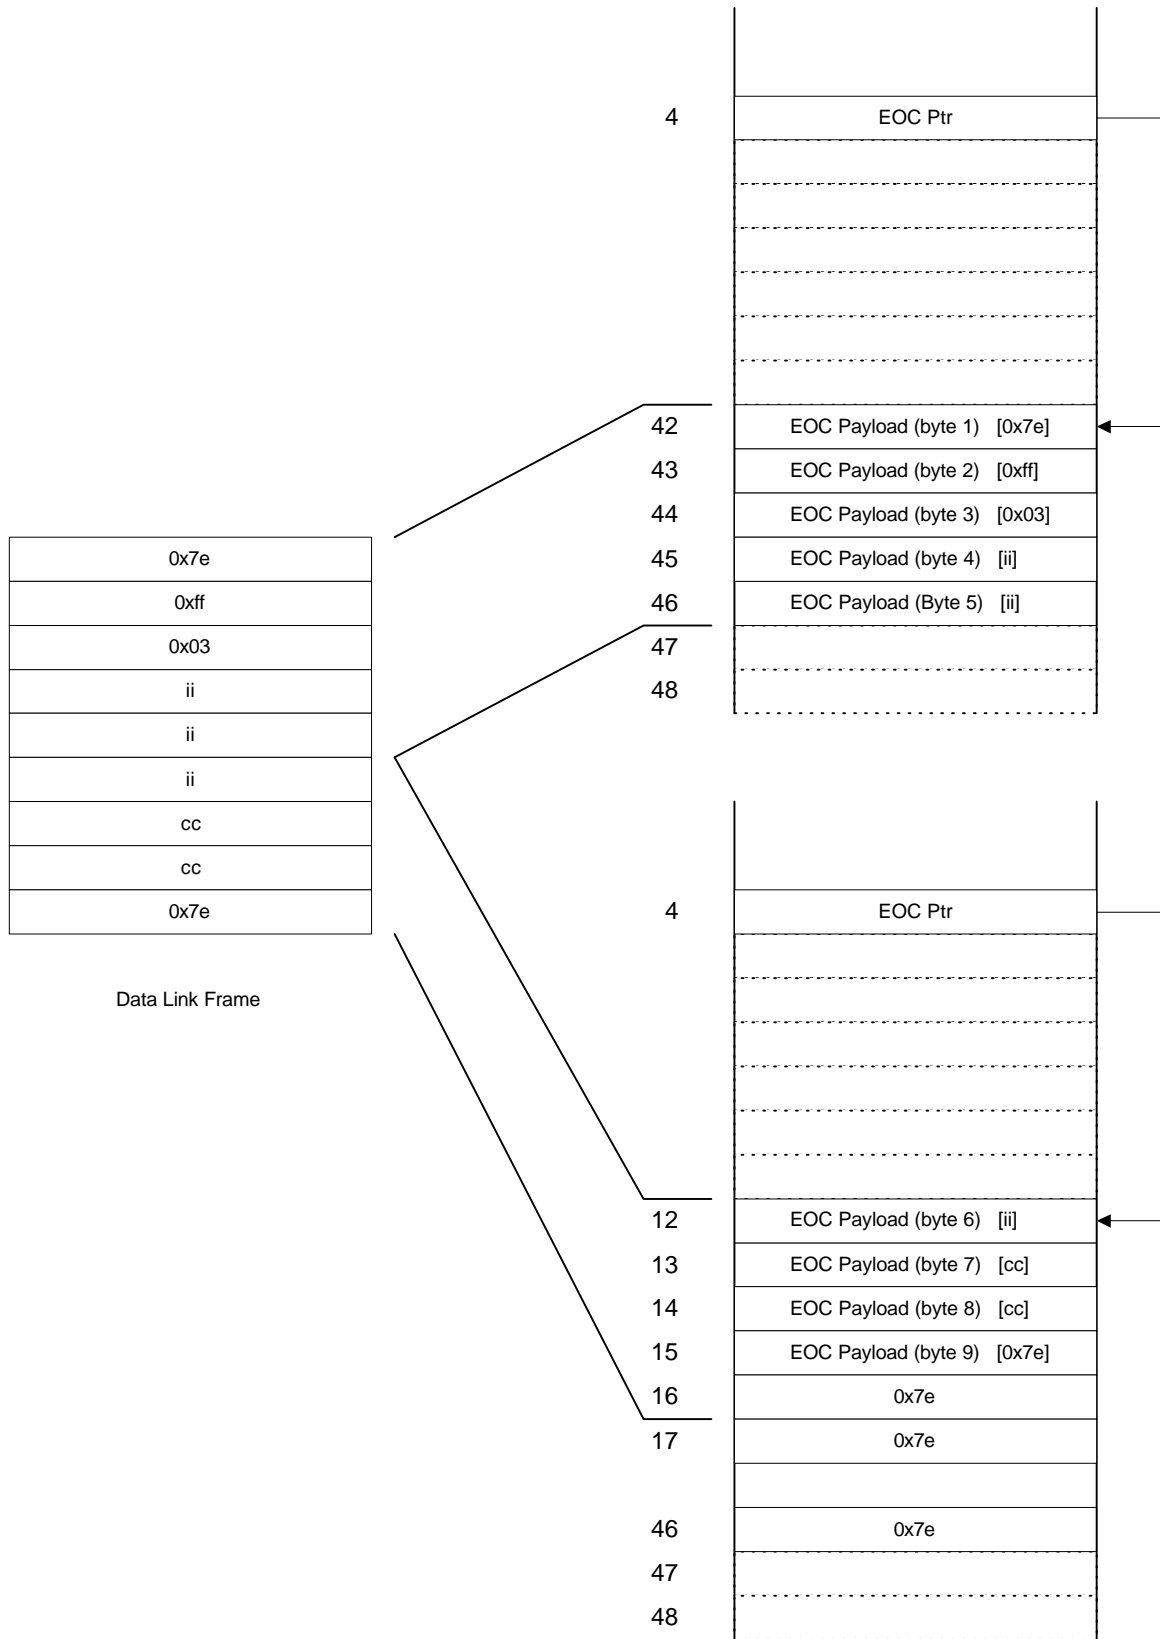 4 EOC Ptr
42 EOC Payload (byte 1) [0x7e]
43 EOC Payload (byte 2) [0xff]
44 EOC Payload (byte 3) [0x03]
45 EOC Payload (byte 4) [ii]
46 EOC Payload (Byte 5) [ii]
47
48
0x7e
0xff
0x03
ii
ii
ii
cc
cc
0x7e
Data Link Frame
4 EOC Ptr
12 EOC Payload (byte 6) [ii]
13 EOC Payload (byte 7) [cc]
14 EOC Payload (byte 8) [cc]
15 EOC Payload (byte 9) [0x7e]
16 0x7e
17 0x7e
46 0x7e
47
48